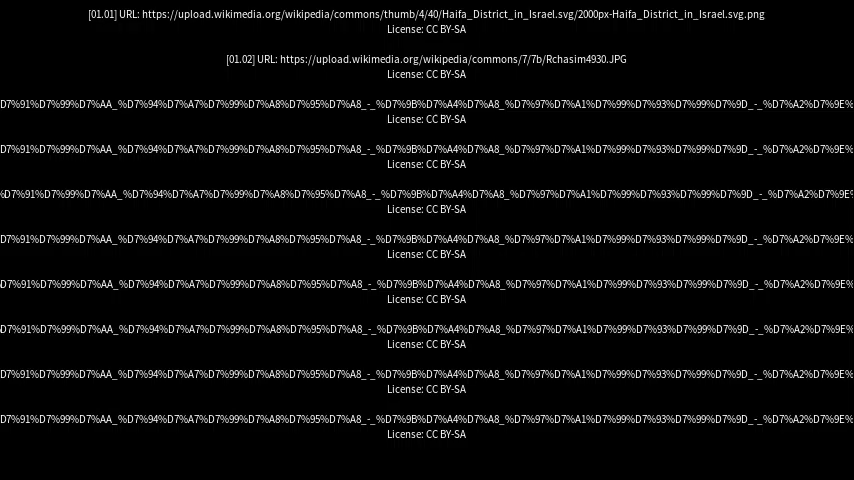 [01.01] URL: https://upload.wikimedia.org/wikipedia/commons/thumb/4/40/Haifa_District_in_Israel.svg/2000px-Haifa_District_in_Israel.svg.png
License: CC BY-SA
[01.02] URL: https://upload.wikimedia.org/wikipedia/commons/7/7b/Rchasim4930.JPG
License: CC BY-SA
D7%91%D7%99%D7%AA_%D7%94%D7%A7%D7%99%D7%A8%D7%95%D7%A8_-_%D7%9B%D7%A4%D7%A8_%D7%97%D7%A1%D7%99%D7%93%D7%99%D7%9D_-_%D7%A2%D7%9E%
License: CC BY-SA
D7%91%D7%99%D7%AA_%D7%94%D7%A7%D7%99%D7%A8%D7%95%D7%A8_-_%D7%9B%D7%A4%D7%A8_%D7%97%D7%A1%D7%99%D7%93%D7%99%D7%9D_-_%D7%A2%D7%9E%
License: CC BY-SA
%D7%91%D7%99%D7%AA_%D7%94%D7%A7%D7%99%D7%A8%D7%95%D7%A8_-_%D7%9B%D7%A4%D7%A8_%D7%97%D7%A1%D7%99%D7%93%D7%99%D7%9D_-_%D7%A2%D7%9E%
License: CC BY-SA
D7%91%D7%99%D7%AA_%D7%94%D7%A7%D7%99%D7%A8%D7%95%D7%A8_-_%D7%9B%D7%A4%D7%A8_%D7%97%D7%A1%D7%99%D7%93%D7%99%D7%9D_-_%D7%A2%D7%9E%
License: CC BY-SA
D7%91%D7%99%D7%AA_%D7%94%D7%A7%D7%99%D7%A8%D7%95%D7%A8_-_%D7%9B%D7%A4%D7%A8_%D7%97%D7%A1%D7%99%D7%93%D7%99%D7%9D_-_%D7%A2%D7%9E%
License: CC BY-SA
D7%91%D7%99%D7%AA_%D7%94%D7%A7%D7%99%D7%A8%D7%95%D7%A8_-_%D7%9B%D7%A4%D7%A8_%D7%97%D7%A1%D7%99%D7%93%D7%99%D7%9D_-_%D7%A2%D7%9E%
License: CC BY-SA
D7%91%D7%99%D7%AA_%D7%94%D7%A7%D7%99%D7%A8%D7%95%D7%A8_-_%D7%9B%D7%A4%D7%A8_%D7%97%D7%A1%D7%99%D7%93%D7%99%D7%9D_-_%D7%A2%D7%9E%
License: CC BY-SA
D7%91%D7%99%D7%AA_%D7%94%D7%A7%D7%99%D7%A8%D7%95%D7%A8_-_%D7%9B%D7%A4%D7%A8_%D7%97%D7%A1%D7%99%D7%93%D7%99%D7%9D_-_%D7%A2%D7%9E%
License: CC BY-SA